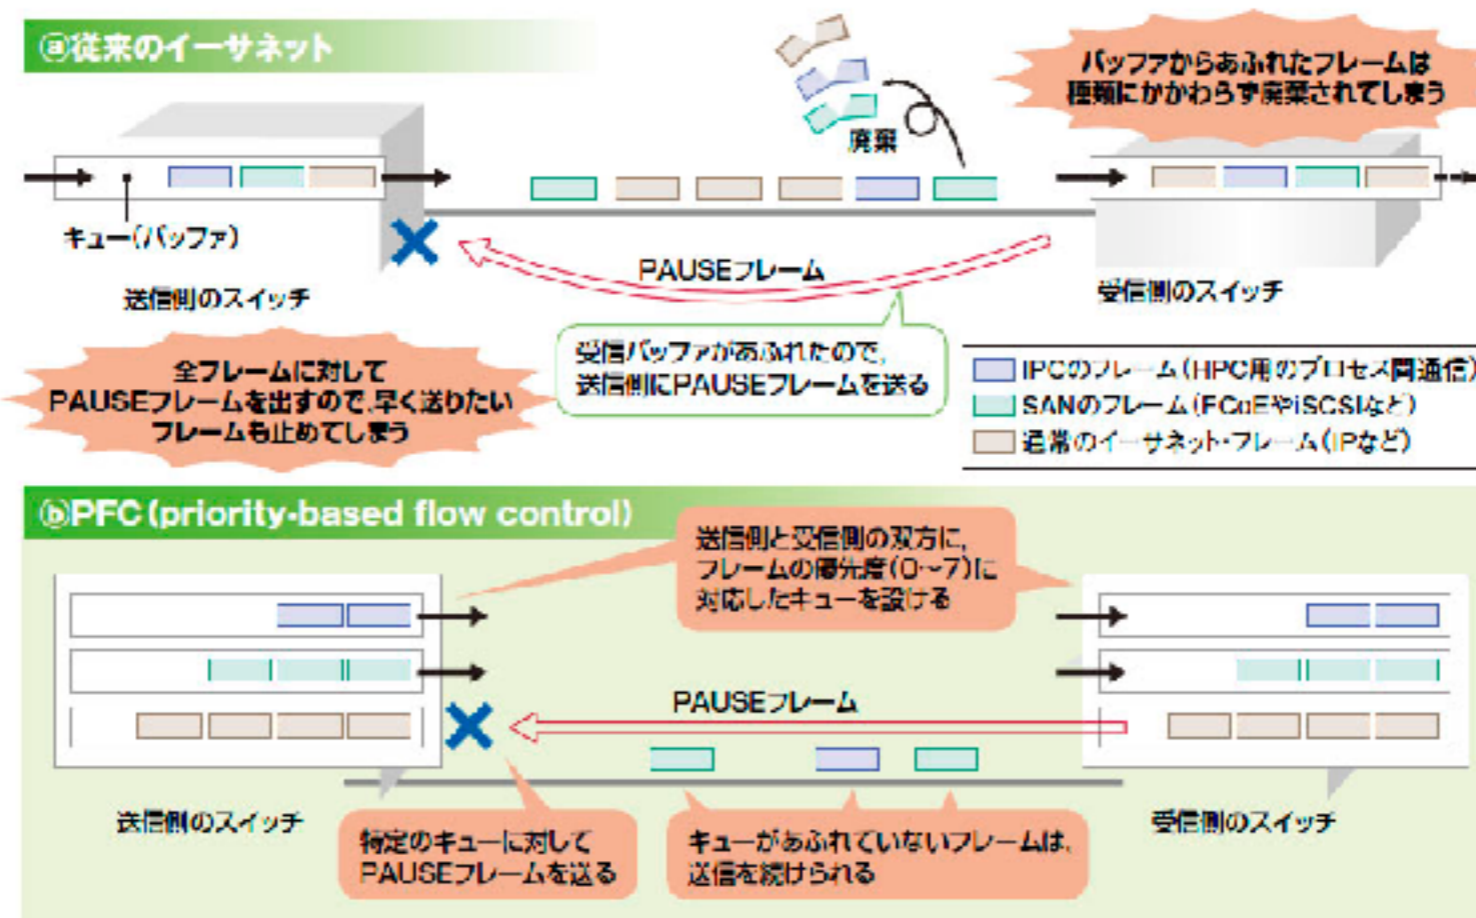 ⓐ従来のイーサネット
バッファからあふれたフレームは
種類にかかわらず廃棄されてしまう
廃棄
キュー(バッファ)
PAUSEフレーム
送信側のスイッチ
受信側のスイッチ
受信バッファがあふれたので,
送信側にPAUSEフレームを送る
全フレームに対して
PAUSEフレームを出すので,早く送りたい
フレームも止めてしまう
IPCのフレーム(HPC用のプロセス間通信)
SANのフレーム(FCoEやiSCSIなど)
通常のイーサネット・フレーム(IPなど)
ⓑPFC(priority-based flow control)
送信側と受信側の双方に,
フレームの優先度(0〜7)に
対応したキューを設ける
PAUSEフレーム
送信側のスイッチ
受信側のスイッチ
特定のキューに対して
PAUSEフレームを送る
キューがあふれていないフレームは,
送信を続けられる